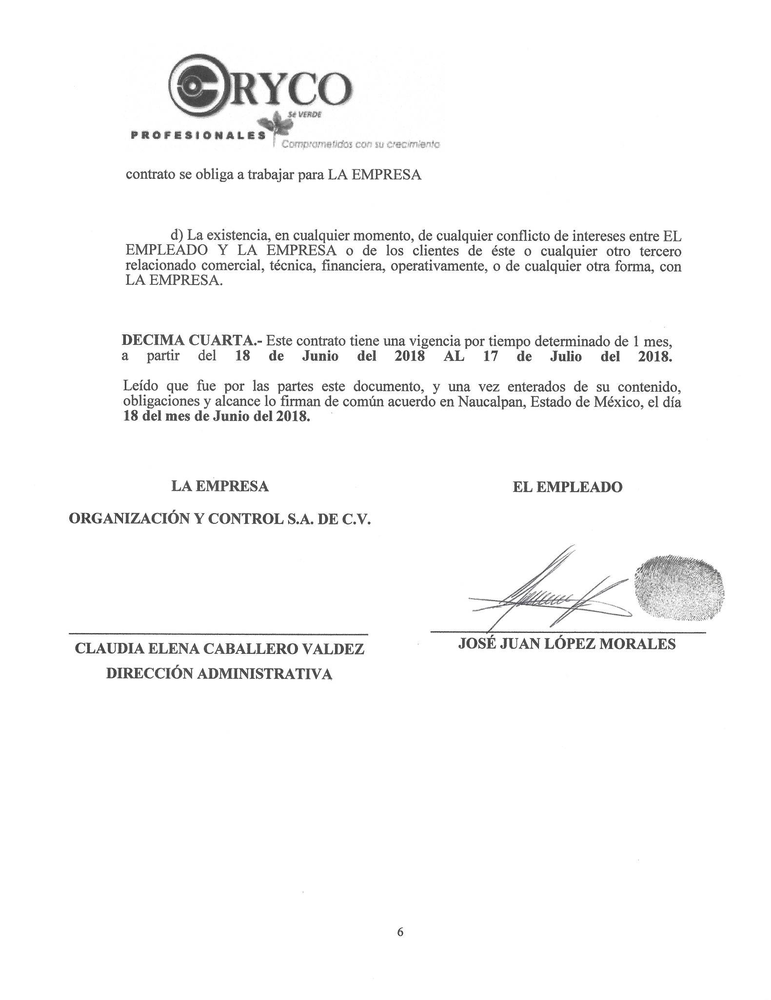 ORYCO
Sé VERDE
PROFESIONALES
Comprometidos con su crecimiento
contrato se obliga a trabajar para LA EMPRESA
d) La existencia, en cualquier momento, de cualquier conflicto de intereses entre EL
EMPLEADO Y LA EMPRESA o de los clientes de éste o cualquier otro tercero
relacionado comercial, técnica, financiera, operativamente, o de cualquier otra forma, con
LA EMPRESA.
DECIMA CUARTA.- Este contrato tiene una vigencia por tiempo determinado de 1 mes,
a partir del 18 de Junio del 2018 AL 17 de Julio del 2018.
Leído que fue por las partes este documento, y una vez enterados de su contenido,
obligaciones y alcance lo firman de común acuerdo en Naucalpan, Estado de México, el día
18 del mes de Junio del 2018.
LA EMPRESA
EL EMPLEADO
ORGANIZACIÓN Y CONTROL S.A. DE C.V.
JOSÉ JUAN LÓPEZ MORALES
CLAUDIA ELENA CABALLERO VALDEZ
DIRECCIÓN ADMINISTRATIVA
6